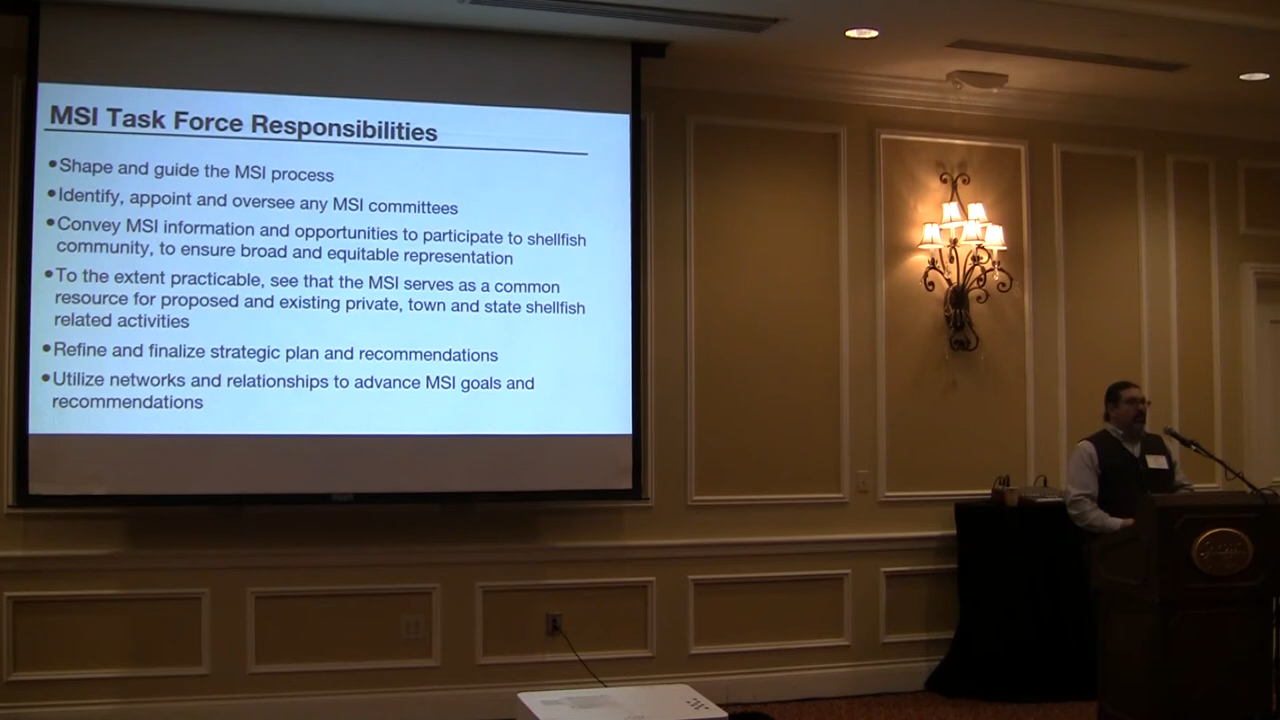 MSI Task Force Responsibilities
•Shape and guide the MSI process
•Identify, appoint and oversee any MSI committees
•Convey MSI information and opportunities to participate to shellfish
community, to ensure broad and equitable representation
•To the extent practicable, see that the MSI serves as a common
resource for proposed and existing private, town and state shellfish
related activities
•Refine and finalize strategic plan and recommendations
•Utilize networks and relationships to advance MSI goals and
recommendations